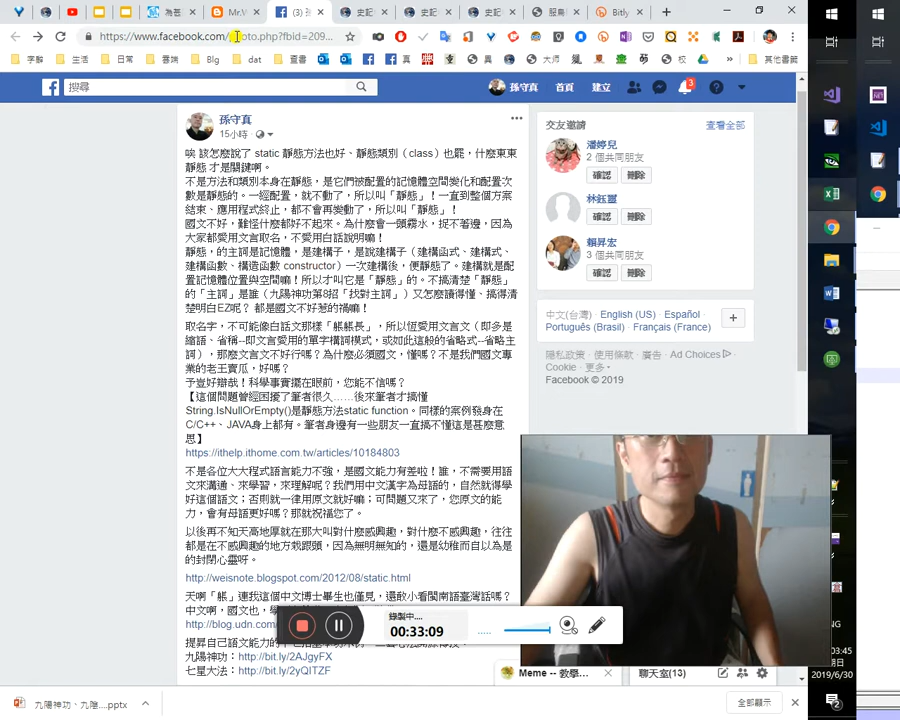 為甚
Mr.W
(3) 孫
史記
史記
史記
Bitly
https://www.facebook.com/photo.php?fbid=209...
Blog
dat
查書
大師
其他書籤
搜尋
孫守真
首頁
建立
3
孫守真
15小時
唉 該怎麼說了 static 靜態方法也好、靜態類別（class）也罷，什麼東東
靜態 才是關鍵啊。
不是方法和類別本身在靜態，是它們被配置的記憶體空間變化和配置次
數是靜態的。一經配置，就不動了，所以叫「靜態」！一直到整個方案
結束、應用程式終止，都不會再變動了，所以叫「靜態」！
國文不好，難怪什麼都好不起來。為什麼會一頭霧水，捉不著邊，因為
大家都愛用文言取名，不愛用白話說明嘛！
靜態，的主詞是記憶體，是建構子，是說建構子（建構函式、建構式、
建構函數、構造函數 constructor）一次建構後，便靜態了。建構就是配
置記憶體位置與空間嘛！所以才叫它是「靜態」的。不搞清楚「靜態」
的「主詞」是誰（九陽神功第8招「找對主詞」）又怎麼讀得懂、搞得清
楚明白EZ呢？ 都是國文不好惹的禍嘛！
取名字，不可能像白話文那樣「躼躼長」，所以恆愛用文言文（即多是
縮語、省稱--即文言愛用的單字構詞模式，或如此這般的省略式--省略主
詞），那麼文言文不好行嗎？為什麼必須國文，懂嗎？不是我們國文專
業的老王賣瓜，好嗎？
予豈好辯哉！科學事實擺在眼前，您能不信嗎？
【這個問題曾經困擾了筆者很久……後來筆者才搞懂
String.IsNullOrEmpty()是靜態方法static function。同樣的案例發身在
C/C++、JAVA身上都有。筆者身邊有一些朋友一直搞不懂這是甚麼意
思】
https://ithelp.ithome.com.tw/articles/10184803
不是各位大大程式語言能力不強，是國文能力有差啦！誰，不需要用語
文來溝通、來學習，來理解呢？我們用中文漢字為母語的，自然就得學
好這個語文；否則就一律用原文就好嘛；可問題又來了，您原文的能
力，會有母語更好嗎？那就祝福您了。
以後再不知天高地厚就在那大叫對什麼感興趣，對什麼不感興趣，往往
都是在不感興趣的地方栽跟頭，因為無明無知的，還是幼稚而自以為是
的封閉心靈呀。
http://weisnote.blogspot.com/2012/08/static.html
天啊「躼」連我這個中文博士畢業也僅見，還敢小看閩南語臺灣話嗎？
http://blog.udn.com/
九陽神功：http://bit.ly/2AJgyFX
七星大法：http://bit.ly/2yQITZF
交友邀請
查看全部
潘婷兒
2 個共同朋友
確認
刪除
林鈺靈
確認
刪除
賴昇宏
3 個共同朋友
確認
刪除
中文(台灣) · English (US) · Español ·
Português (Brasil) · Français (France)
隱私政策 · 使用條款 · 廣告 · Ad Choices
Cookie · 更多
Facebook © 2019
錄製中...
00:33:09
Meme -- 教學...
聊天室(13)
03:45
2019/6/30
2
九陽神功、九陰....pptx
全部顯示